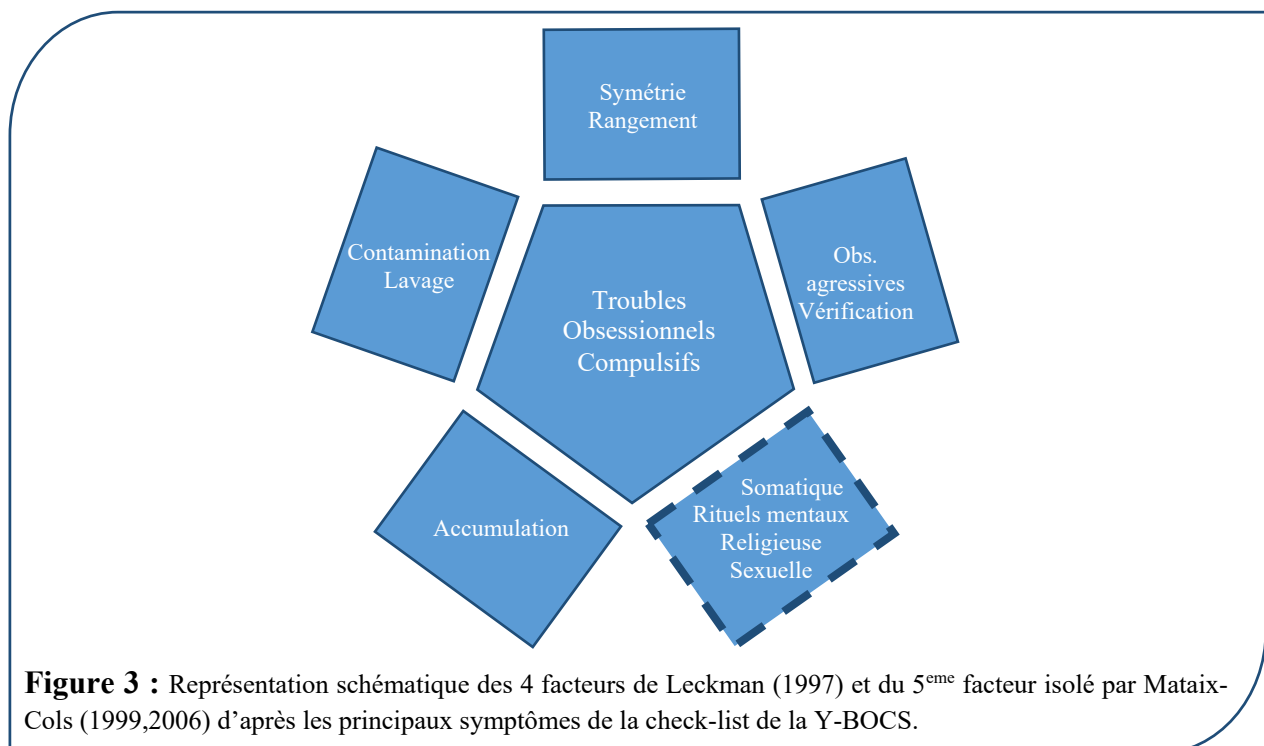 Symétrie
Rangement
Contamination
Lavage
Obs.
agressives
Vérification
Troubles
Obsessionnels
Compulsifs
Accumulation
Somatique
Rituels mentaux
Religieuse
Sexuelle
Figure 3 : Représentation schématique des 4 facteurs de Leckman (1997) et du 5eme facteur isolé par Mataix-
Cols (1999,2006) d’après les principaux symptômes de la check-list de la Y-BOCS.